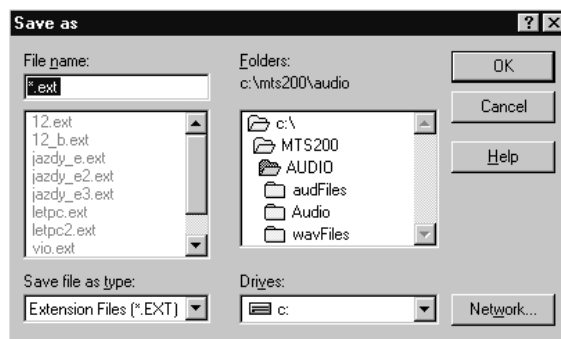 Save as
File name:
*.ext
12.ext
12_b.ext
jazdy_e.ext
jazdy_e2.ext
jazdy_e3.ext
letpc.ext
letpc2.ext
vio.ext
Save file as type:
Extension Files (*.EXT)
Folders:
c:\mts200\audio
c:\
MTS200
AUDIO
audFiles
Audio
wavFiles
Drives:
c:
OK
Cancel
Help
Network...